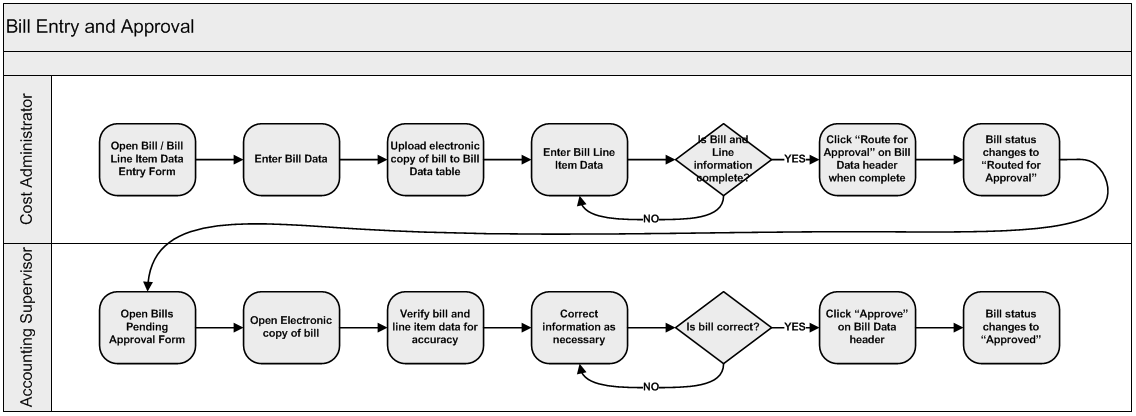 Bill Entry and Approval
Cost Administrator
Open Bill / Bill
Line Item Data
Entry Form
Enter Bill Data
Upload electronic
copy of bill to Bill
Data table
Enter Bill Line
Item Data
Is Bill and
Line
information
complete?
YES
NO
Click “Route for
Approval” on Bill
Data header
when complete
Bill status
changes to
“Routed for
Approval”
Accounting Supervisor
Open Bills
Pending
Approval Form
Open Electronic
copy of bill
Verify bill and
line item data for
accuracy
Correct
information as
necessary
Is bill correct?
YES
NO
Click “Approve”
on Bill Data
header
Bill status
changes to
“Approved”